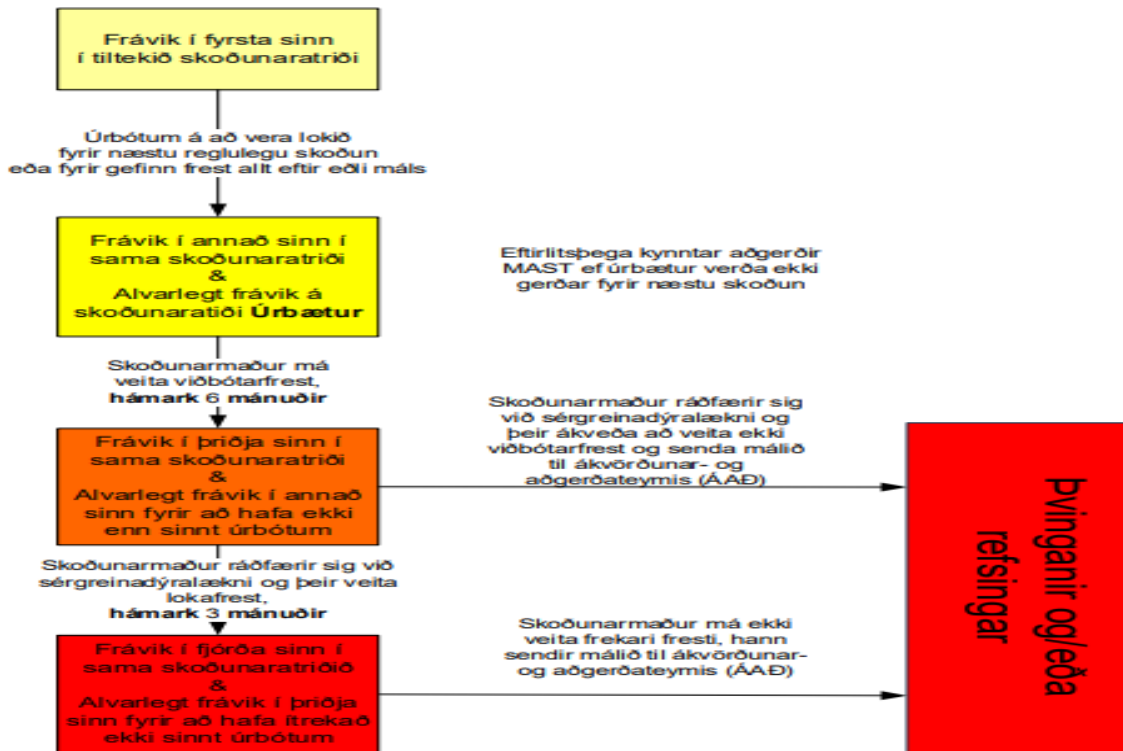 Frávik í fyrsta sinn
í tiltekið skoðunaratriði
Úrbótum á að vera lokið
fyrir næstu reglulegu skoðun
eða fyrir gefinn frest allt eftir eðli máls
Frávik í annað sinn í
sama skoðunaratriði
&
Alvarlegt frávik á
skoðunaratiði Úrbætur
Eftirlitsþega kynntar aðgerðir
MAST ef úrbætur verða ekki
gerðar fyrir næstu skoðun
Skoðunarmaður má
veita viðbótarfrest,
hámark 6 mánuðir
Frávik í þriðja sinn í
sama skoðunaratriði
&
Alvarlegt frávik í annað
sinn fyrir að hafa ekki
enn sinnt úrbótum
Skoðunarmaður ráðfærir sig
við sérgreinadýralækni og
þeir ákveða að veita ekki
viðbótarfrest og senda málið
til ákvörðunar- og
aðgerðateymis (ÁAÐ)
Skoðunarmaður ráðfærir sig við
sérgreinadýralækni og þeir veita
lokafrest,
hámark 3 mánuðir
Frávik í fjórða sinn í
sama skoðunaratriðið
&
Alvarlegt frávik í þriðja
sinn fyrir að hafa ítrekað
ekki sinnt úrbótum
Skoðunarmaður má ekki
veita frekari fresti, hann
sendir málið til ákvörðunar-
og aðgerðateymis (ÁAÐ)
Þvinganir og/eða
refsingar